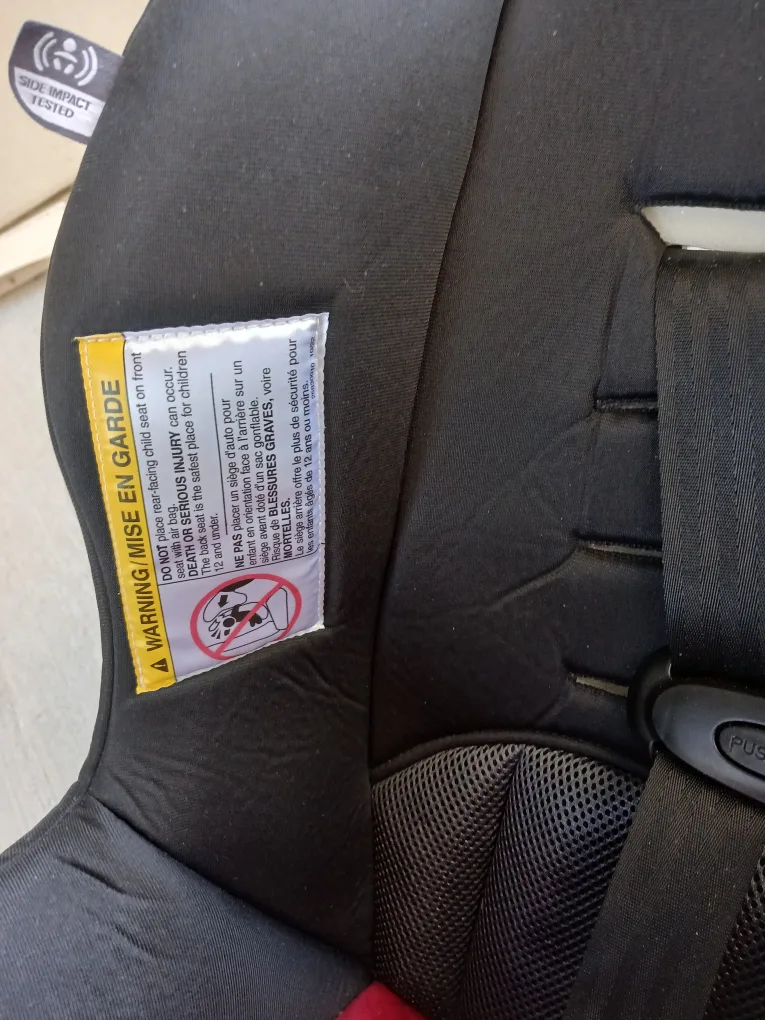 SIDE IMPACT
TESTED
WARNING/MISE EN GARDE
DO NOT place rear-facing child seat on front
seat with air bag.
DEATH OR SERIOUS INJURY can occur.
The back seat is the safest place for children
12 and under.
NE PAS placer un siège d'auto pour
enfant en orientation face à l'arrière sur un
siège avant doté d'un sac gonflable.
Risque de BLESSURES GRAVES, voire
MORTELLES.
Le siège arrière offre le plus de sécurité pour
les enfants âgés de 12 ans ou moins.
PUS